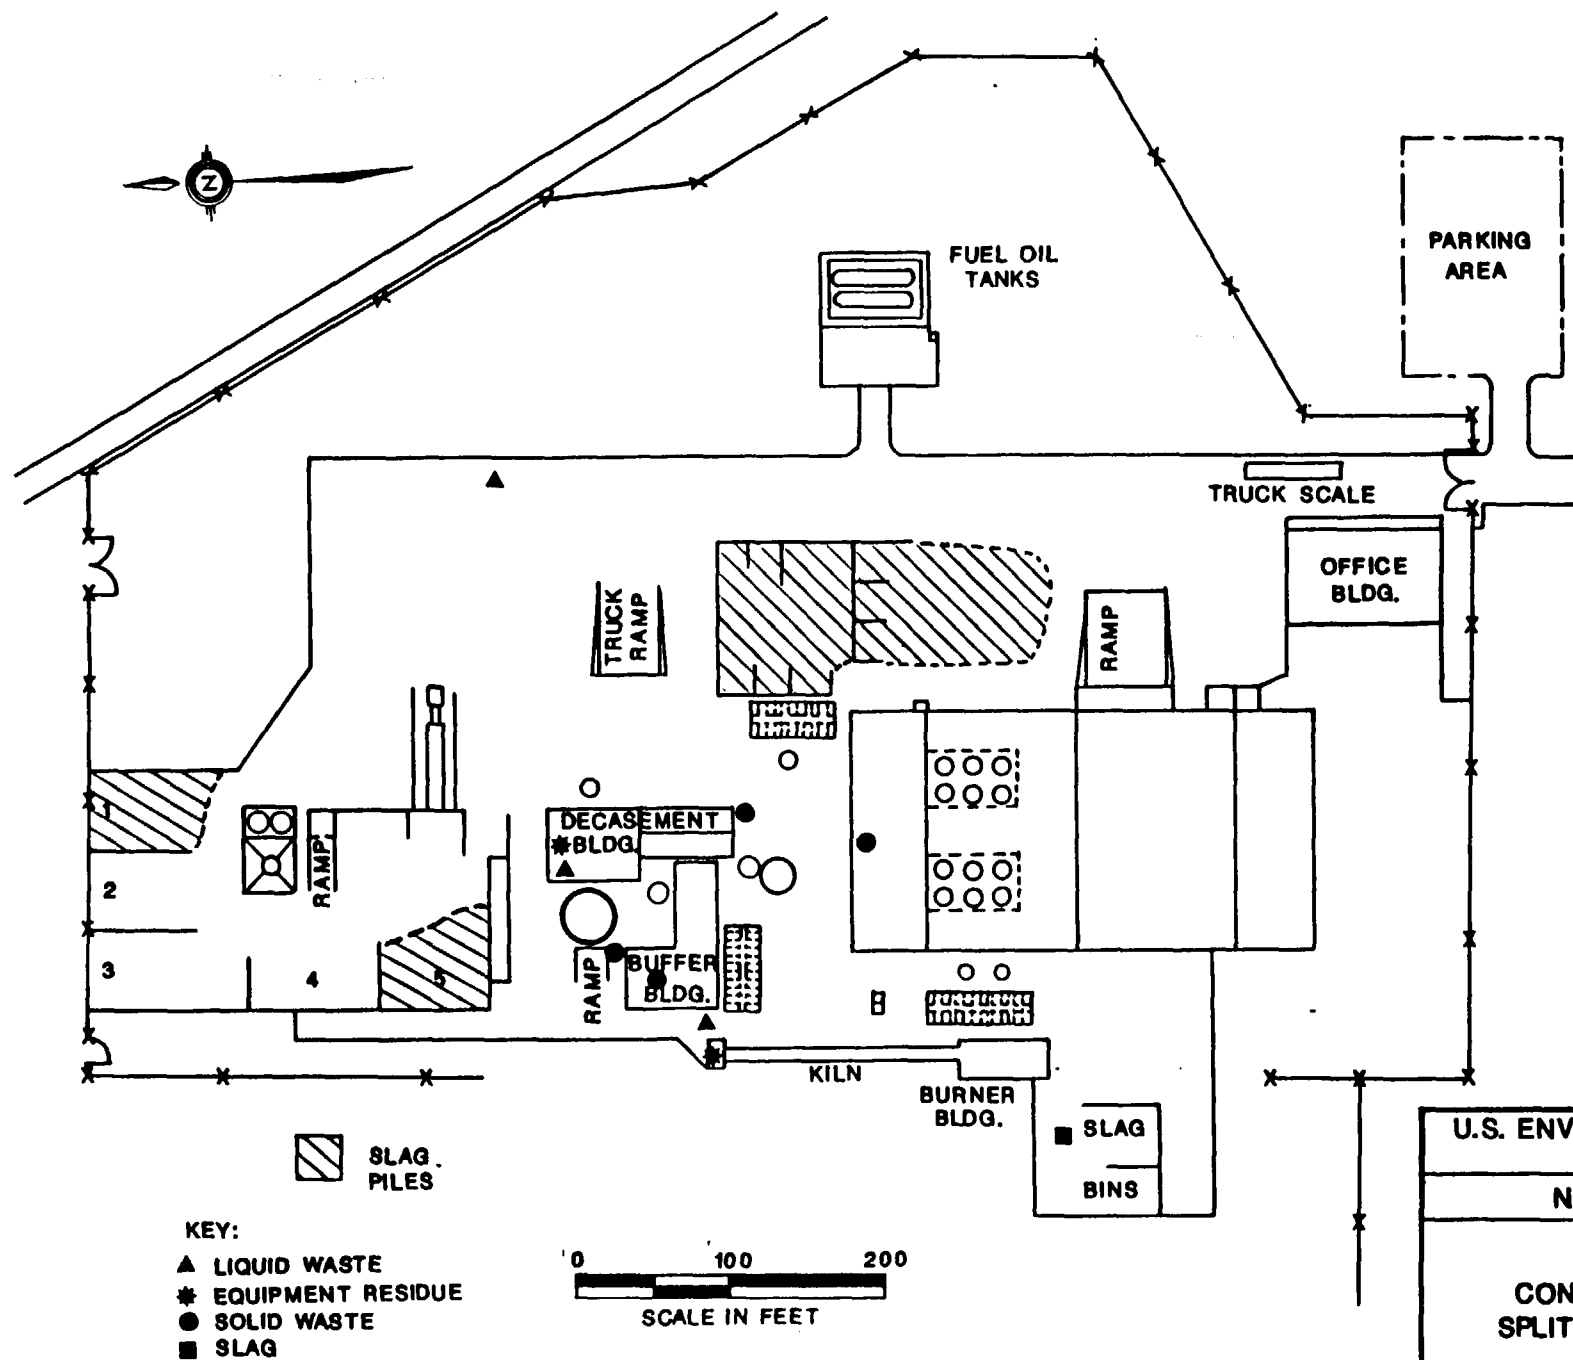 N
FUEL OIL
TANKS
PARKING
AREA
TRUCK SCALE
OFFICE
BLDG.
TRUCK
RAMP
RAMP
1
2
3
4
5
RAMP
DECASEMENT
BLDG.
RAMP
BUFFER
BLDG.
KILN
BURNER
BLDG.
SLAG
BINS
SLAG
PILES
KEY:
LIQUID WASTE
EQUIPMENT RESIDUE
SOLID WASTE
SLAG
0 100 200
SCALE IN FEET
U.S. ENV
N
CON
SPLIT